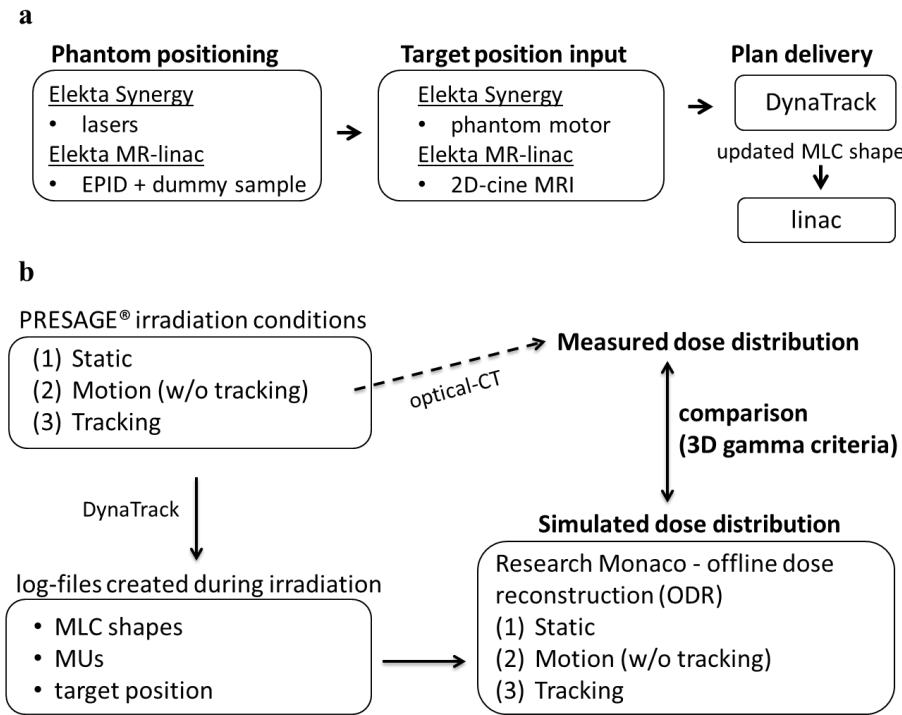 a
Phantom positioning
Elekta Synergy
• lasers
Elekta MR-linac
• EPID + dummy sample
Target position input
Elekta Synergy
• phantom motor
Elekta MR-linac
• 2D-cine MRI
Plan delivery
DynaTrack
updated MLC shape
linac
b
PRESAGE® irradiation conditions
(1) Static
(2) Motion (w/o tracking)
(3) Tracking
optical-CT
Measured dose distribution
comparison
(3D gamma criteria)
DynaTrack
log-files created during irradiation
• MLC shapes
• MUs
• target position
Simulated dose distribution
Research Monaco - offline dose
reconstruction (ODR)
(1) Static
(2) Motion (w/o tracking)
(3) Tracking